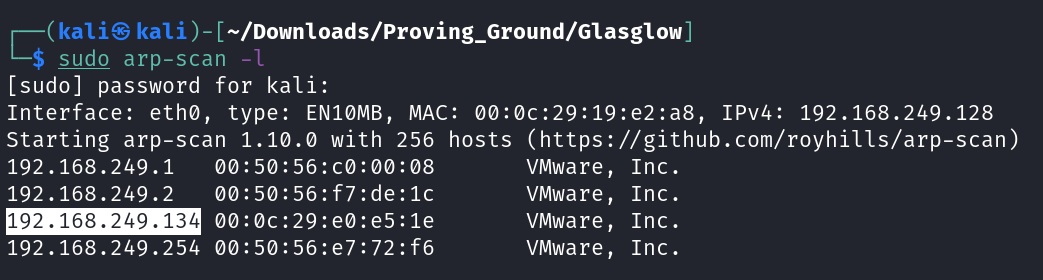 ┌──(kali㉿kali)-[~/Downloads/Proving_Ground/Glasglow]
└─$ sudo arp-scan -l
[sudo] password for kali:
Interface: eth0, type: EN10MB, MAC: 00:0c:29:19:e2:a8, IPv4: 192.168.249.128
Starting arp-scan 1.10.0 with 256 hosts (https://github.com/royhills/arp-scan)
192.168.249.1   00:50:56:c0:00:08       VMware, Inc.
192.168.249.2   00:50:56:f7:de:1c       VMware, Inc.
192.168.249.134 00:0c:29:e0:e5:1e       VMware, Inc.
192.168.249.254 00:50:56:e7:72:f6       VMware, Inc.